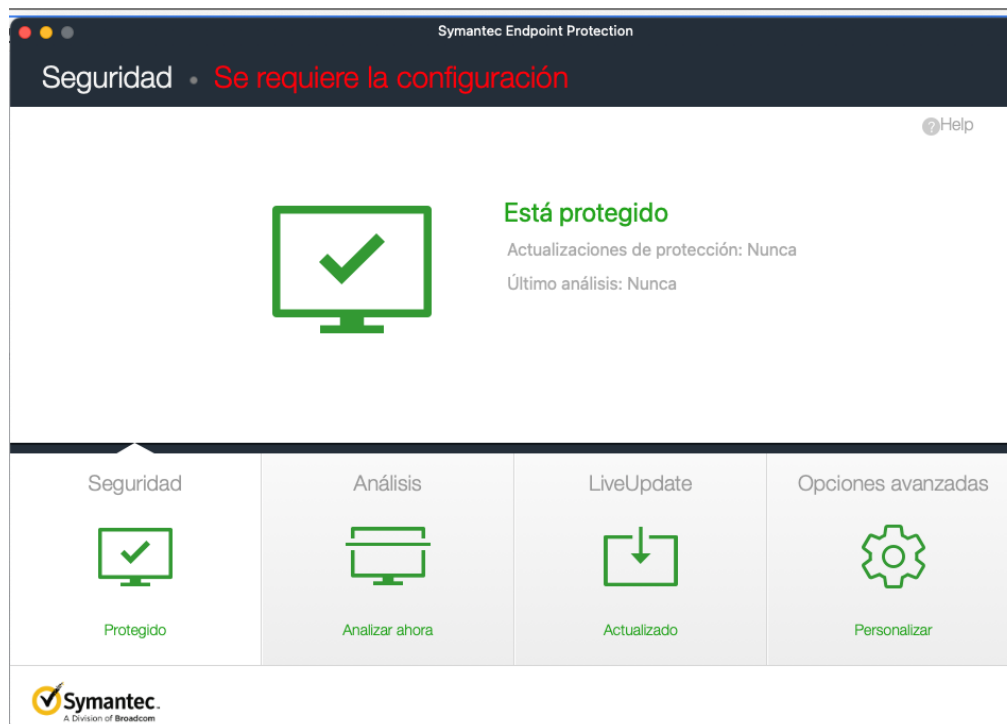 Symantec Endpoint Protection
Seguridad • Se requiere la configuración
?Help
Está protegido
Actualizaciones de protección: Nunca
Último análisis: Nunca
Seguridad
Análisis
LiveUpdate
Opciones avanzadas
Protegido
Analizar ahora
Actualizado
Personalizar
Symantec.
A Division of Broadcom